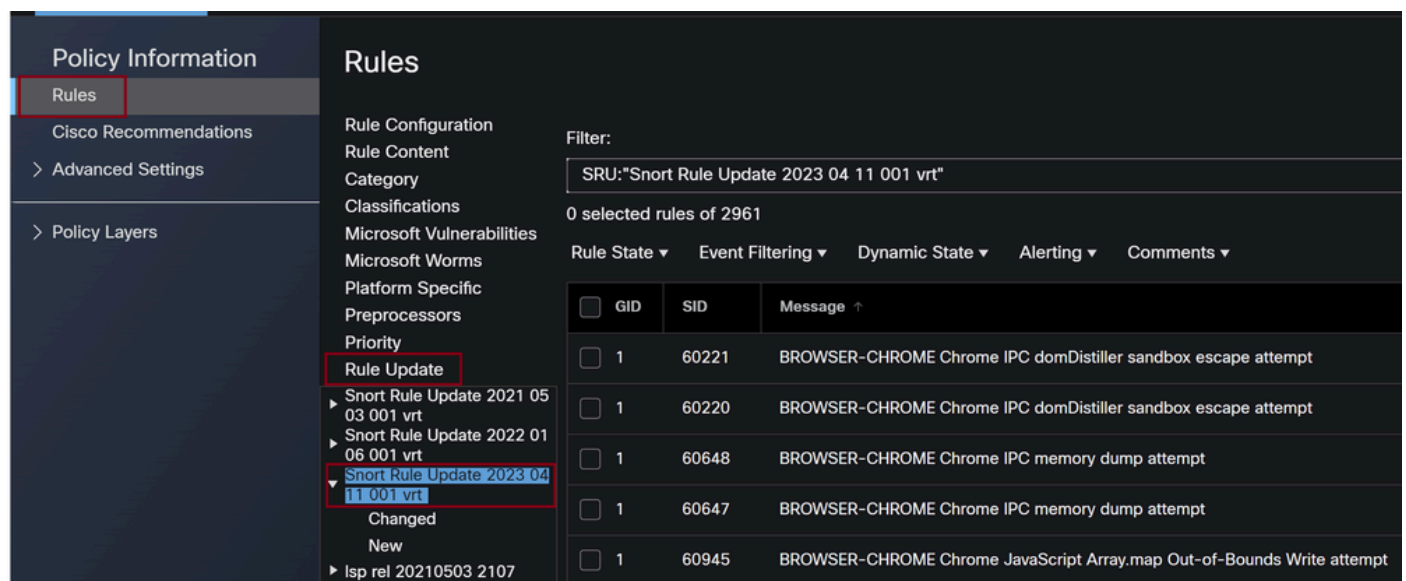 Policy Information
Rules
Cisco Recommendations
Advanced Settings
Policy Layers
Rules
Rule Configuration
Rule Content
Category
Classifications
Microsoft Vulnerabilities
Microsoft Worms
Platform Specific
Preprocessors
Priority
Rule Update
Snort Rule Update 2021 05
03 001 vrt
Snort Rule Update 2022 01
06 001 vrt
Snort Rule Update 2023 04
11 001 vrt
Changed
New
lsp rel 20210503 2107
Filter:
SRU:"Snort Rule Update 2023 04 11 001 vrt"
0 selected rules of 2961
Rule State Event Filtering Dynamic State Alerting Comments
GID SID Message ↑
1 60221 BROWSER-CHROME Chrome IPC domDistiller sandbox escape attempt
1 60220 BROWSER-CHROME Chrome IPC domDistiller sandbox escape attempt
1 60648 BROWSER-CHROME Chrome IPC memory dump attempt
1 60647 BROWSER-CHROME Chrome IPC memory dump attempt
1 60945 BROWSER-CHROME Chrome JavaScript Array.map Out-of-Bounds Write attempt